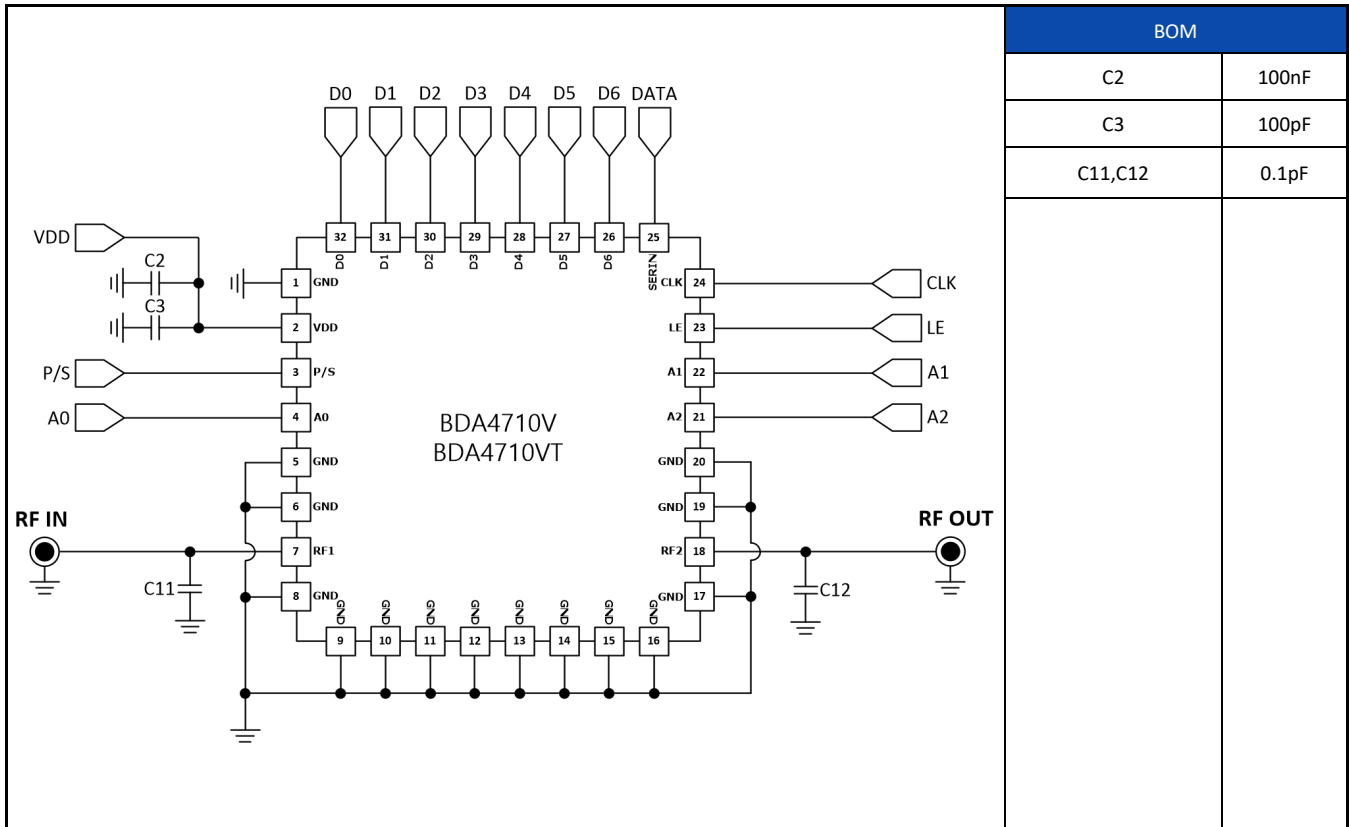 BOM
C2 100nF
C3 100pF
C11,C12 0.1pF
D0 D1 D2 D3 D4 D5 D6 DATA
32 31 30 29 28 27 26 25
D0 D1 D2 D3 D4 D5 D6 SERIN
VDD
C2
C3
1 GND
2 VDD
P/S 3 P/S
A0 4 A0
5 GND
6 GND
RF IN
7 RF1
C11
8 GND
CLK 24 CLK
LE 23 LE
A1 22 A1
A2 21 A2
GND 20
GND 19
RF OUT
RF2 18
C12
GND 17
BDA4710V
BDA4710VT
GND GND GND GND GND GND GND GND
9 10 11 12 13 14 15 16